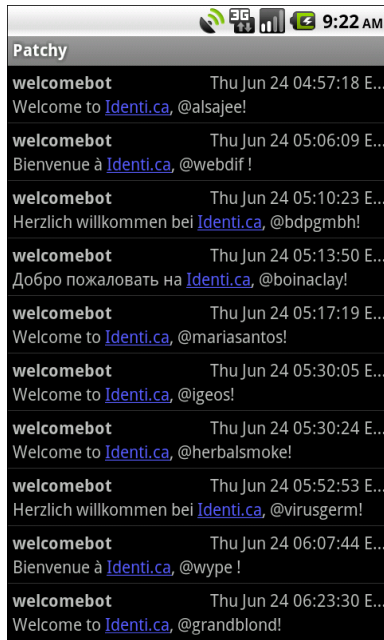 3G 9:22 AM
Patchy
welcomebot Thu Jun 24 04:57:18 E...
Welcome to Identi.ca, @alsajee!
welcomebot Thu Jun 24 05:06:09 E...
Bienvenue à Identi.ca, @webdif !
welcomebot Thu Jun 24 05:10:23 E...
Herzlich willkommen bei Identi.ca, @bdpgmbh!
welcomebot Thu Jun 24 05:13:50 E...
Добро пожаловать на Identi.ca, @boinaclay!
welcomebot Thu Jun 24 05:17:19 E...
Welcome to Identi.ca, @mariasantos!
welcomebot Thu Jun 24 05:30:05 E...
Welcome to Identi.ca, @igeos!
welcomebot Thu Jun 24 05:30:24 E...
Welcome to Identi.ca, @herbalsmoke!
welcomebot Thu Jun 24 05:52:53 E...
Herzlich willkommen bei Identi.ca, @virusgerm!
welcomebot Thu Jun 24 06:07:44 E...
Bienvenue à Identi.ca, @wype !
welcomebot Thu Jun 24 06:23:30 E...
Welcome to Identi.ca, @grandblond!